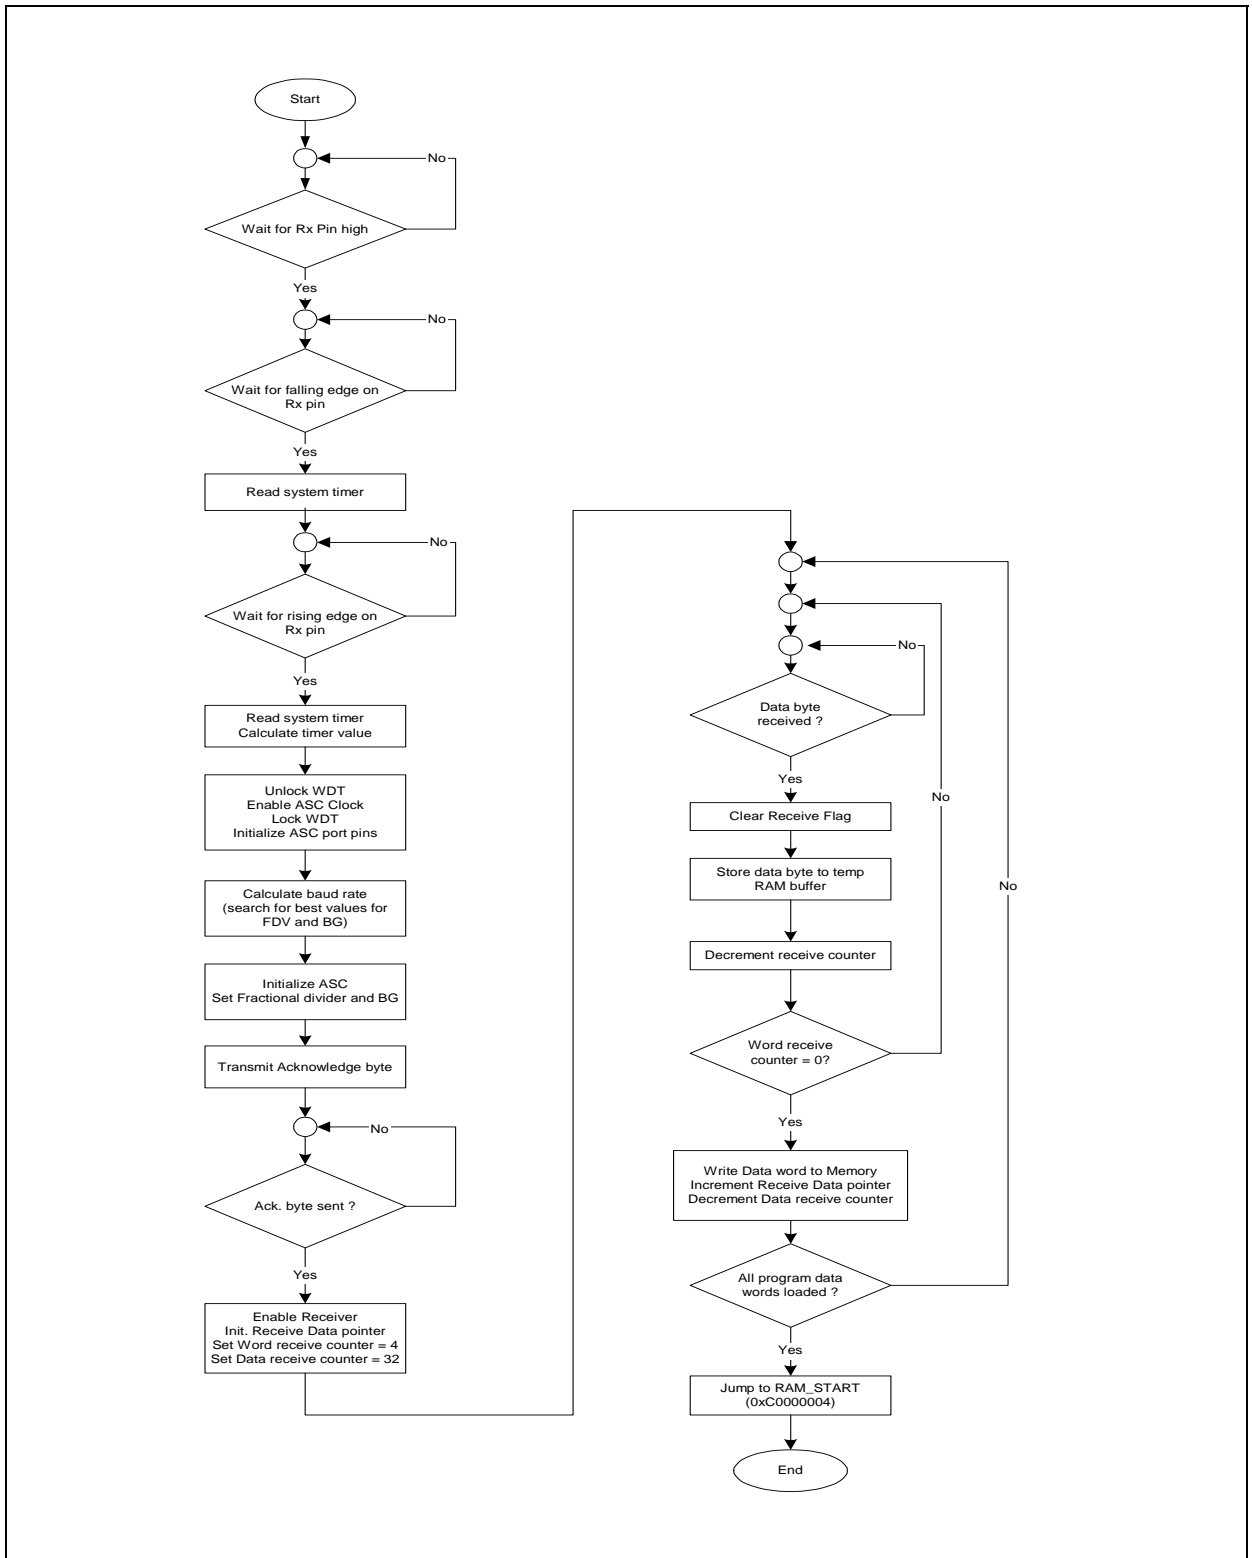 Start
No
Wait for Rx Pin high
Yes
No
Wait for falling edge on
Rx pin
Yes
Read system timer
No
Wait for rising edge on
Rx pin
Yes
Read system timer
Calculate timer value
Unlock WDT
Enable ASC Clock
Lock WDT
Initialize ASC port pins
Calculate baud rate
(search for best values for
FDV and BG)
Initialize ASC
Set Fractional divider and BG
Transmit Acknowledge byte
No
Ack. byte sent ?
Yes
Enable Receiver
Init. Receive Data pointer
Set Word receive counter = 4
Set Data receive counter = 32
No
Data byte
received ?
Yes
No
Clear Receive Flag
Store data byte to temp
RAM buffer
No
Decrement receive counter
Word receive
counter = 0?
Yes
Write Data word to Memory
Increment Receive Data pointer
Decrement Data receive counter
All program data
words loaded ?
Yes
Jump to RAM_START
(0xC0000004)
End